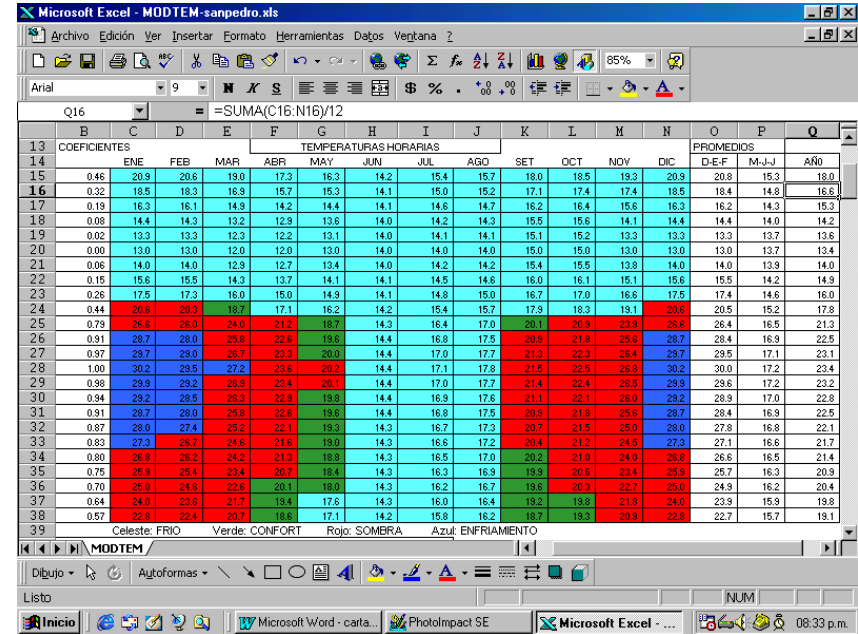 Microsoft Excel - MODTEM-sanpedro.xls
Archivo Edición Ver Insertar Formato Herramientas Datos Ventana ?
85%
Arial 9 N K S $ % .
Q16 = =SUMA(C16:N16)/12
B C D E F G H I J K L M N O P Q
13 COEFICIENTES TEMPERATURAS HORARIAS PROMEDIOS
14 ENE FEB MAR ABR MAY JUN JUL AGO SET OCT NOV DIC D-E-F M-J-J AÑO
15 0.46 20.9 20.6 19.0 17.3 16.3 14.2 15.4 15.7 18.0 18.5 19.3 20.9 20.8 15.3 18.0
16 0.32 18.5 18.3 16.9 15.7 15.3 14.1 15.0 15.2 17.1 17.4 17.4 18.5 18.4 14.8 16.6
17 0.19 16.3 16.1 14.9 14.2 14.4 14.1 14.6 14.7 16.2 16.4 15.6 16.3 16.2 14.3 15.3
18 0.08 14.4 14.3 13.2 12.9 13.6 14.0 14.2 14.3 15.5 15.6 14.1 14.4 14.4 14.0 14.2
19 0.02 13.3 13.3 12.3 12.2 13.1 14.0 14.1 14.1 15.1 15.2 13.3 13.3 13.3 13.7 13.6
20 0.00 13.0 13.0 12.0 12.0 13.0 14.0 14.0 14.0 15.0 15.0 13.0 13.0 13.0 13.7 13.4
21 0.06 14.0 14.0 12.9 12.7 13.4 14.0 14.2 14.2 15.4 15.5 13.8 14.0 14.0 13.9 14.0
22 0.15 15.6 15.5 14.3 13.7 14.1 14.1 14.5 14.6 16.0 16.1 15.1 15.6 15.5 14.2 14.9
23 0.26 17.5 17.3 16.0 15.0 14.9 14.1 14.8 15.0 16.7 17.0 16.6 17.5 17.4 14.6 16.0
24 0.44 20.6 20.3 18.7 17.1 16.2 14.2 15.4 15.7 17.9 18.3 19.1 20.6 20.5 15.2 17.8
25 0.79 26.6 26.0 24.0 21.2 18.7 14.3 16.4 17.0 20.1 20.9 23.9 26.6 26.4 16.5 21.3
26 0.91 28.7 28.0 25.8 22.6 19.6 14.4 16.8 17.5 20.9 21.8 25.6 28.7 28.4 16.9 22.5
27 0.97 29.7 29.0 26.7 23.3 20.0 14.4 17.0 17.7 21.3 22.3 26.4 29.7 29.5 17.1 23.1
28 1.00 30.2 29.5 27.2 23.6 20.2 14.4 17.1 17.8 21.5 22.5 26.8 30.2 30.0 17.2 23.4
29 0.98 29.9 29.2 26.9 23.4 20.1 14.4 17.0 17.7 21.4 22.4 26.5 29.9 29.6 17.2 23.2
30 0.94 29.2 28.5 26.3 22.9 19.8 14.4 16.9 17.6 21.1 22.1 26.0 29.2 28.9 17.0 22.8
31 0.91 28.7 28.0 25.8 22.6 19.6 14.4 16.8 17.5 20.9 21.8 25.6 28.7 28.4 16.9 22.5
32 0.87 28.0 27.4 25.2 22.1 19.3 14.3 16.7 17.3 20.7 21.5 25.0 28.0 27.8 16.8 22.1
33 0.83 27.3 26.7 24.6 21.6 19.0 14.3 16.6 17.2 20.4 21.2 24.5 27.3 27.1 16.6 21.7
34 0.80 26.8 26.2 24.2 21.3 18.8 14.3 16.5 17.0 20.2 21.0 24.0 26.8 26.6 16.5 21.4
35 0.75 25.9 25.4 23.4 20.7 18.4 14.3 16.3 16.9 19.9 20.6 23.4 25.9 25.7 16.3 20.9
36 0.70 25.0 24.6 22.6 20.1 18.0 14.3 16.2 16.7 19.6 20.3 22.7 25.0 24.9 16.2 20.4
37 0.64 24.0 23.6 21.7 19.4 17.6 14.3 16.0 16.4 19.2 19.8 21.8 24.0 23.9 15.9 19.8
38 0.57 22.8 22.4 20.7 18.6 17.1 14.2 15.8 16.2 18.7 19.3 20.9 22.8 22.7 15.7 19.1
39 Celeste: FRIO Verde: CONFORT Rojo: SOMBRA Azul: ENFRIAMIENTO
MODTEM
Dibujo Autoformas
Listo NUM
Inicio Microsoft Word - carta... PhotoImpact SE Microsoft Excel - ... 08:33 p.m.